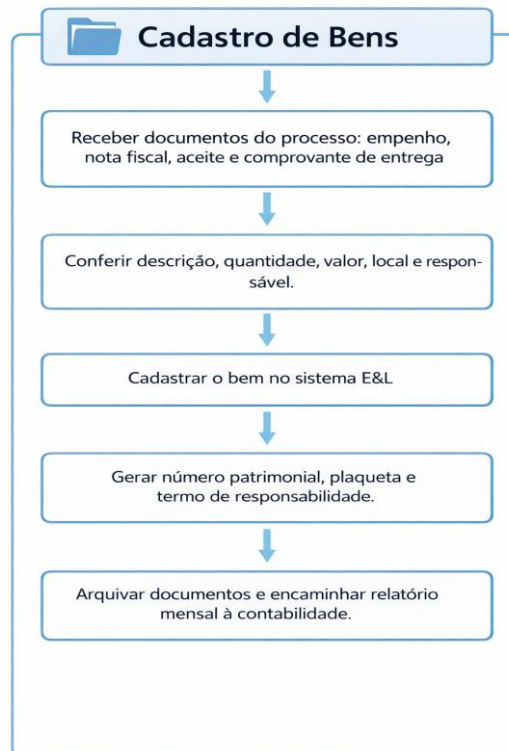 Cadastro de Bens
Receber documentos do processo: empenho,
nota fiscal, aceite e comprovante de entrega
Conferir descrição, quantidade, valor, local e respon-
sável.
Cadastrar o bem no sistema E&L
Gerar número patrimonial, plaqueta e
termo de responsabilidade.
Arquivar documentos e encaminhar relatório
mensal à contabilidade.